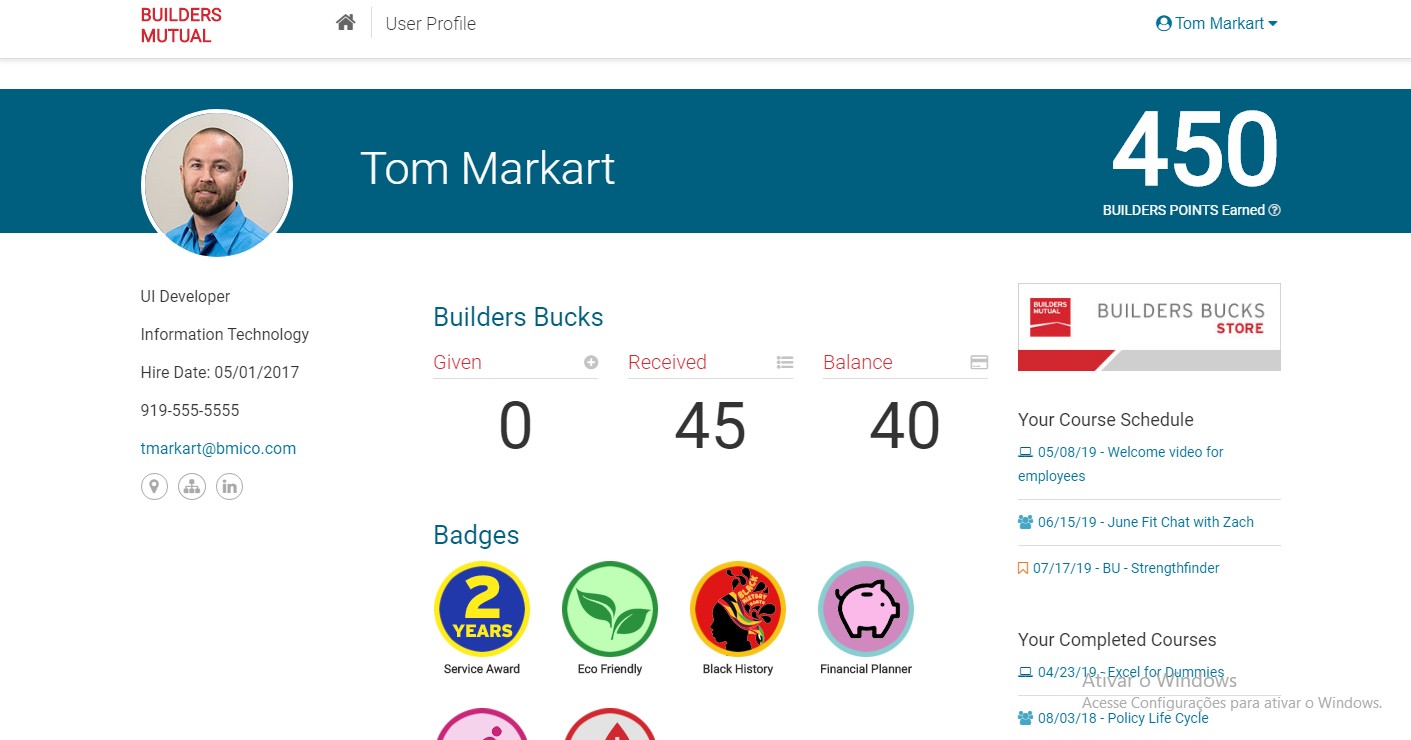 BUILDERS
MUTUAL
User Profile
Tom Markart
Tom Markart
450
BUILDERS POINTS Earned
UI Developer
Information Technology
Hire Date: 05/01/2017
919-555-5555
tmarkart@bmico.com
in
Builders Bucks
Given
Received
Balance
0
45
40
Badges
2
YEARS
Service Award
Eco Friendly
BLACK
HISTORY
MONTH
Black History
Financial Planner
BUILDERS
MUTUAL
BUILDERS BUCKS
STORE
Your Course Schedule
05/08/19 - Welcome video for
employees
06/15/19 - June Fit Chat with Zach
07/17/19 - BU - Strengthfinder
Your Completed Courses
04/23/19 - Excel for Dummies
08/03/18 - Policy Life Cycle
Ativar o Windows
Acesse Configurações para ativar o Windows.